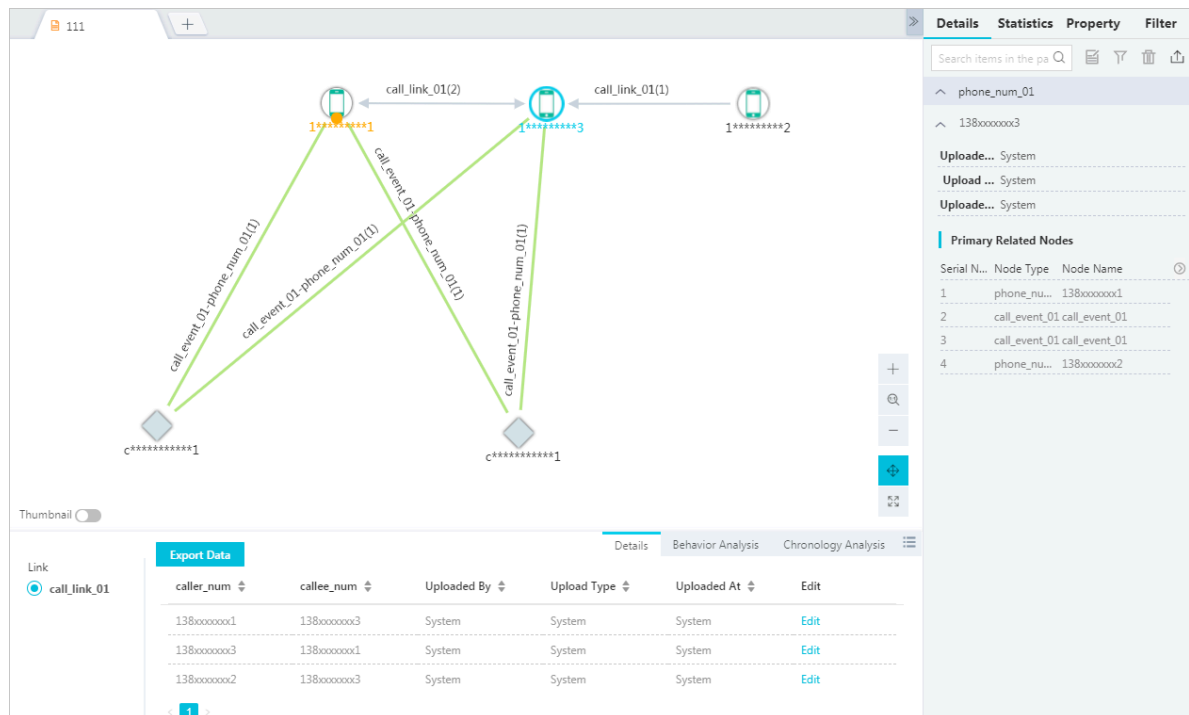 111
+
»
Details Statistics Property Filter
Search items in the pa
phone_num_01
138xxxxxxx3
Uploade... System
Upload ... System
Uploade... System
Primary Related Nodes
Serial N... Node Type Node Name
1 phone_nu... 138xxxxxxx1
2 call_event_01 call_event_01
3 call_event_01 call_event_01
4 phone_nu... 138xxxxxxx2
call_link_01(2)
call_link_01(1)
1*********1
1*********3
1*********2
call_event_01-phone_num_01(1)
call_event_01-phone_num_01(1)
call_event_01-phone_num_01(1)
call_event_01-phone_num_01(1)
c***********1
c***********1
Thumbnail
Link
call_link_01
Export Data
Details Behavior Analysis Chronology Analysis
caller_num callee_num Uploaded By Upload Type Uploaded At Edit
138xxxxxxx1 138xxxxxxx3 System System System Edit
138xxxxxxx3 138xxxxxxx1 System System System Edit
138xxxxxxx2 138xxxxxxx3 System System System Edit
< 1 >